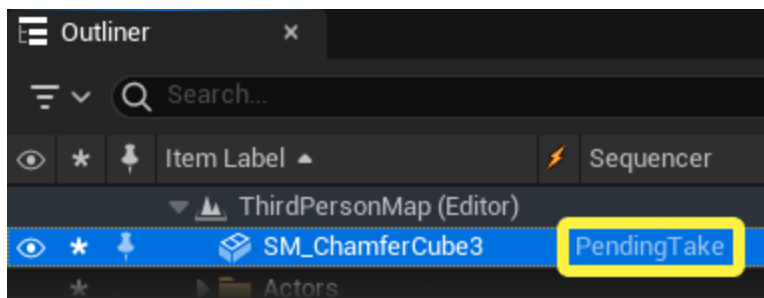 Outliner ×
Search...
* Item Label Sequencer
ThirdPersonMap (Editor)
* SM_ChamferCube3 PendingTake
* Actors